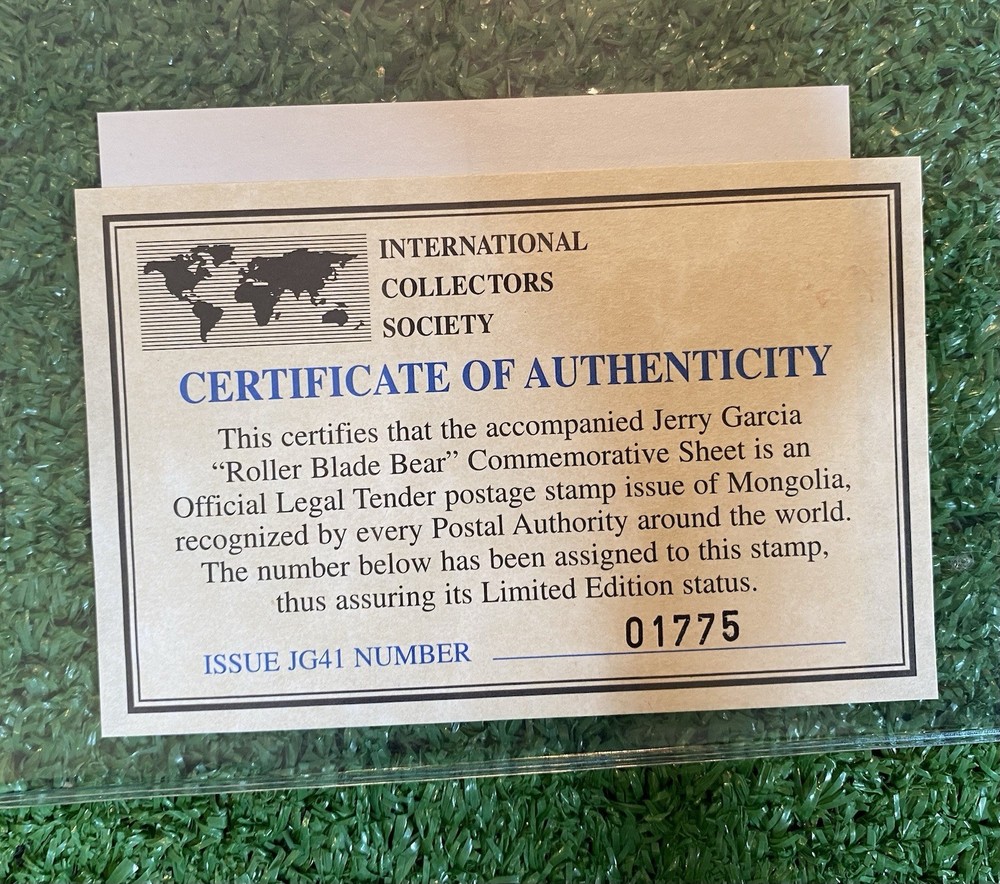 INTERNATIONAL
COLLECTORS
SOCIETY
CERTIFICATE OF AUTHENTICITY
This certifies that the accompanied Jerry Garcia
“Roller Blade Bear” Commemorative Sheet is an
Official Legal Tender postage stamp issue of Mongolia,
recognized by every Postal Authority around the world.
The number below has been assigned to this stamp,
thus assuring its Limited Edition status.
ISSUE JG41 NUMBER 01775